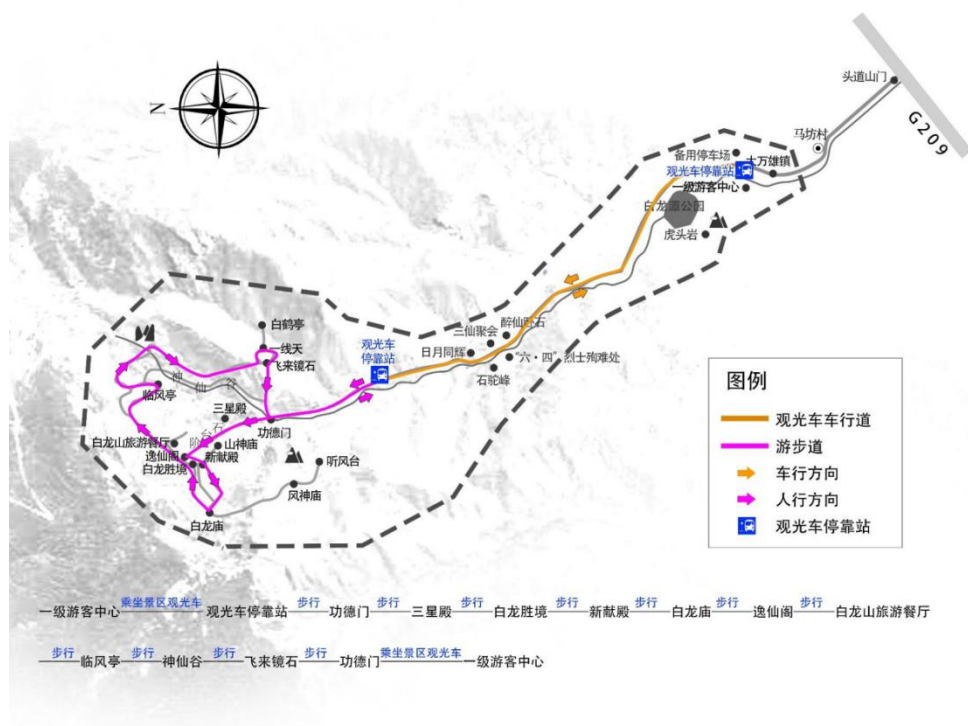 N
头道山门
G209
马坊村
备用停车场
观光车停靠站
大万雄镇
一级游客中心
白龙潭公园
虎头岩
醉仙卧石
三仙聚会
日月同辉
“六·四”烈士殉难处
石驼峰
观光车
停靠站
白鹤亭
一线天
飞来镜石
神仙谷
临风亭
三星殿
功德门
石台阶
白龙山旅游餐厅
山神庙
逸仙阁
新献殿
白龙胜境
听风台
风神庙
白龙庙
图例
观光车车行道
游步道
车行方向
人行方向
观光车停靠站
一级游客中心 乘坐景区观光车 观光车停靠站 步行 功德门 步行 三星殿 步行 白龙胜境 步行 新献殿 步行 白龙庙 步行 逸仙阁 步行 白龙山旅游餐厅
步行 临风亭 步行 神仙谷 步行 飞来镜石 步行 功德门 乘坐景区观光车 一级游客中心